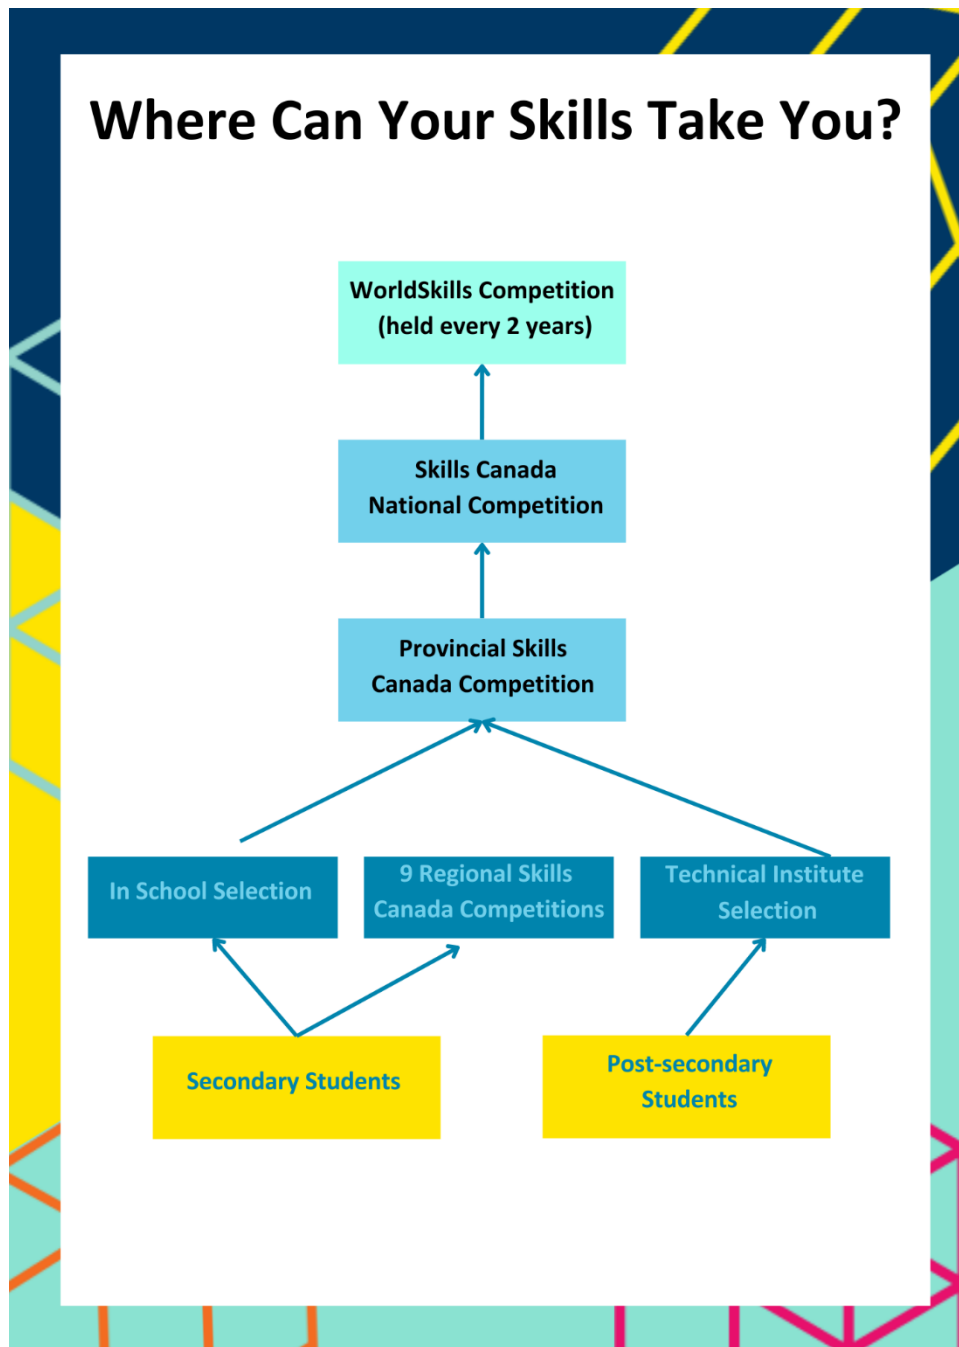 Where Can Your Skills Take You?
WorldSkills Competition
(held every 2 years)
Skills Canada
National Competition
Provincial Skills
Canada Competition
In School Selection
9 Regional Skills
Canada Competitions
Technical Institute
Selection
Secondary Students
Post-secondary
Students